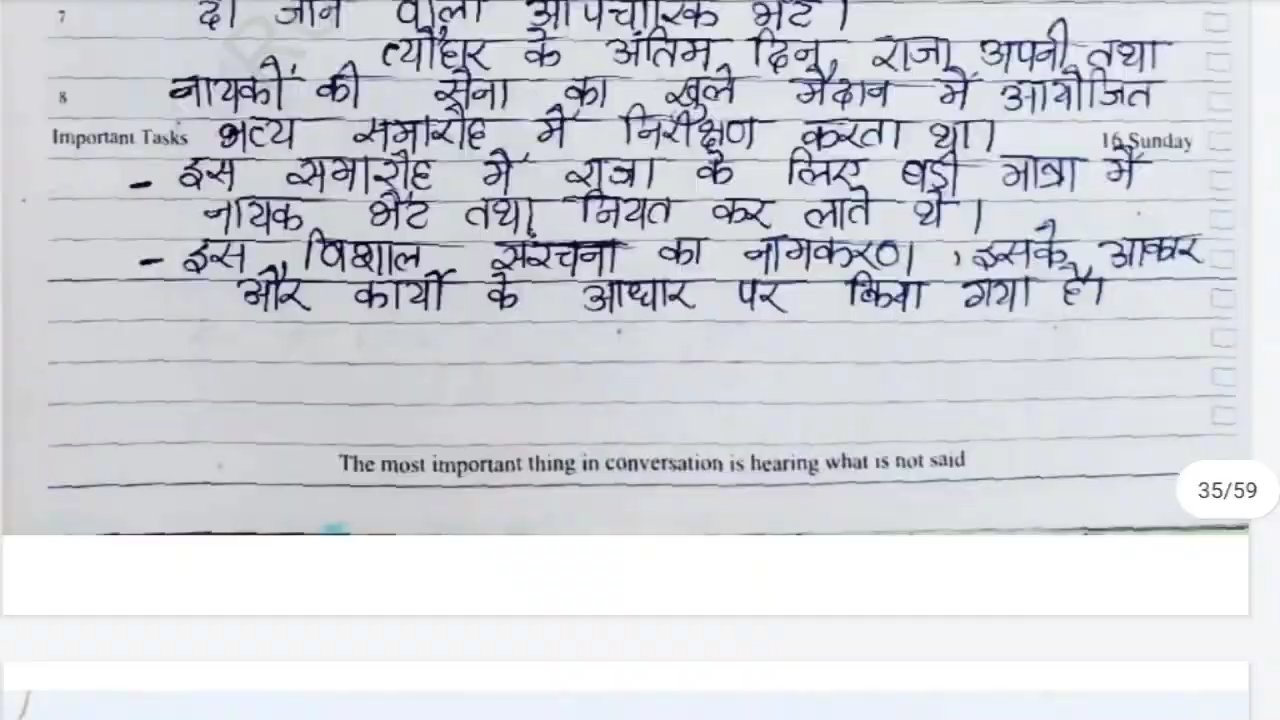 7 दी जाने वाली औपचारिक भेंट।
त्यौहार के अंतिम दिन, राजा अपनी तथा
8 नायकों की सेना का खुले मैदान में आयोजित
Important Tasks भव्य समारोह में निरीक्षण करता था। 16 Sunday
- इस समारोह में राजा के लिए बड़ी मात्रा में
नायक भेंट तथा नियत कर लाते थे।
- इस विशाल संरचना का नामकरण, इसके आकार
और कार्यों के आधार पर किया गया है।
The most important thing in conversation is hearing what is not said
35/59